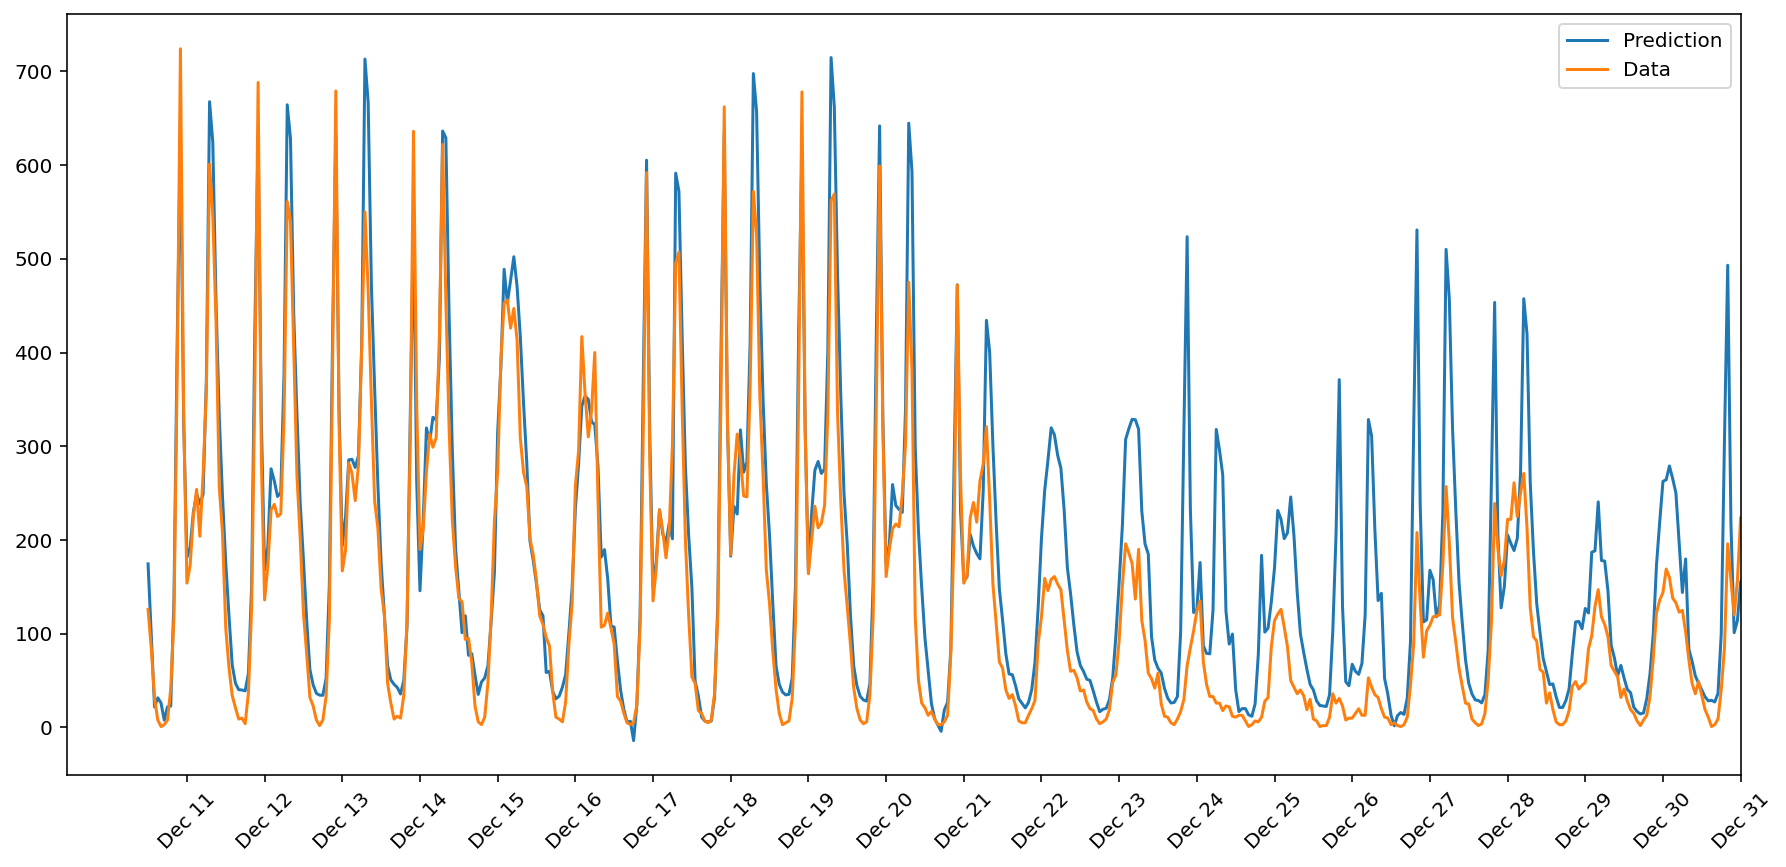 Prediction
Data
700
600
500
400
300
200
100
0
Dec 11
Dec 12
Dec 13
Dec 14
Dec 15
Dec 16
Dec 17
Dec 18
Dec 19
Dec 20
Dec 21
Dec 22
Dec 23
Dec 24
Dec 25
Dec 26
Dec 27
Dec 28
Dec 29
Dec 30
Dec 31